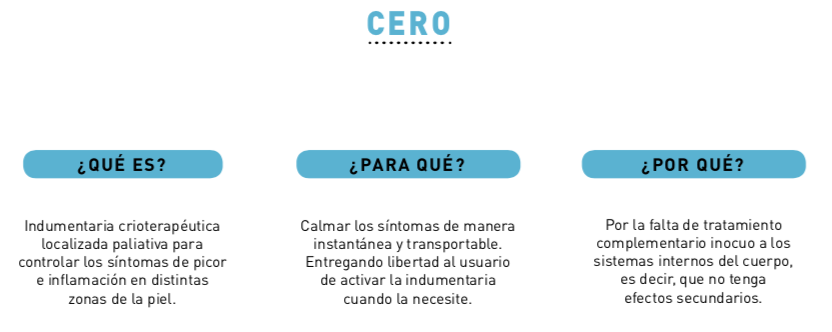 CERO
¿QUÉ ES?
Indumentaria crioterapéutica
localizada paliativa para
controlar los síntomas de picor
e inflamación en distintas
zonas de la piel.
¿PARA QUÉ?
Calmar los síntomas de manera
instantánea y transportable.
Entregando libertad al usuario
de activar la indumentaria
cuando la necesite.
¿POR QUÉ?
Por la falta de tratamiento
complementario inocuo a los
sistemas internos del cuerpo,
es decir, que no tenga
efectos secundarios.